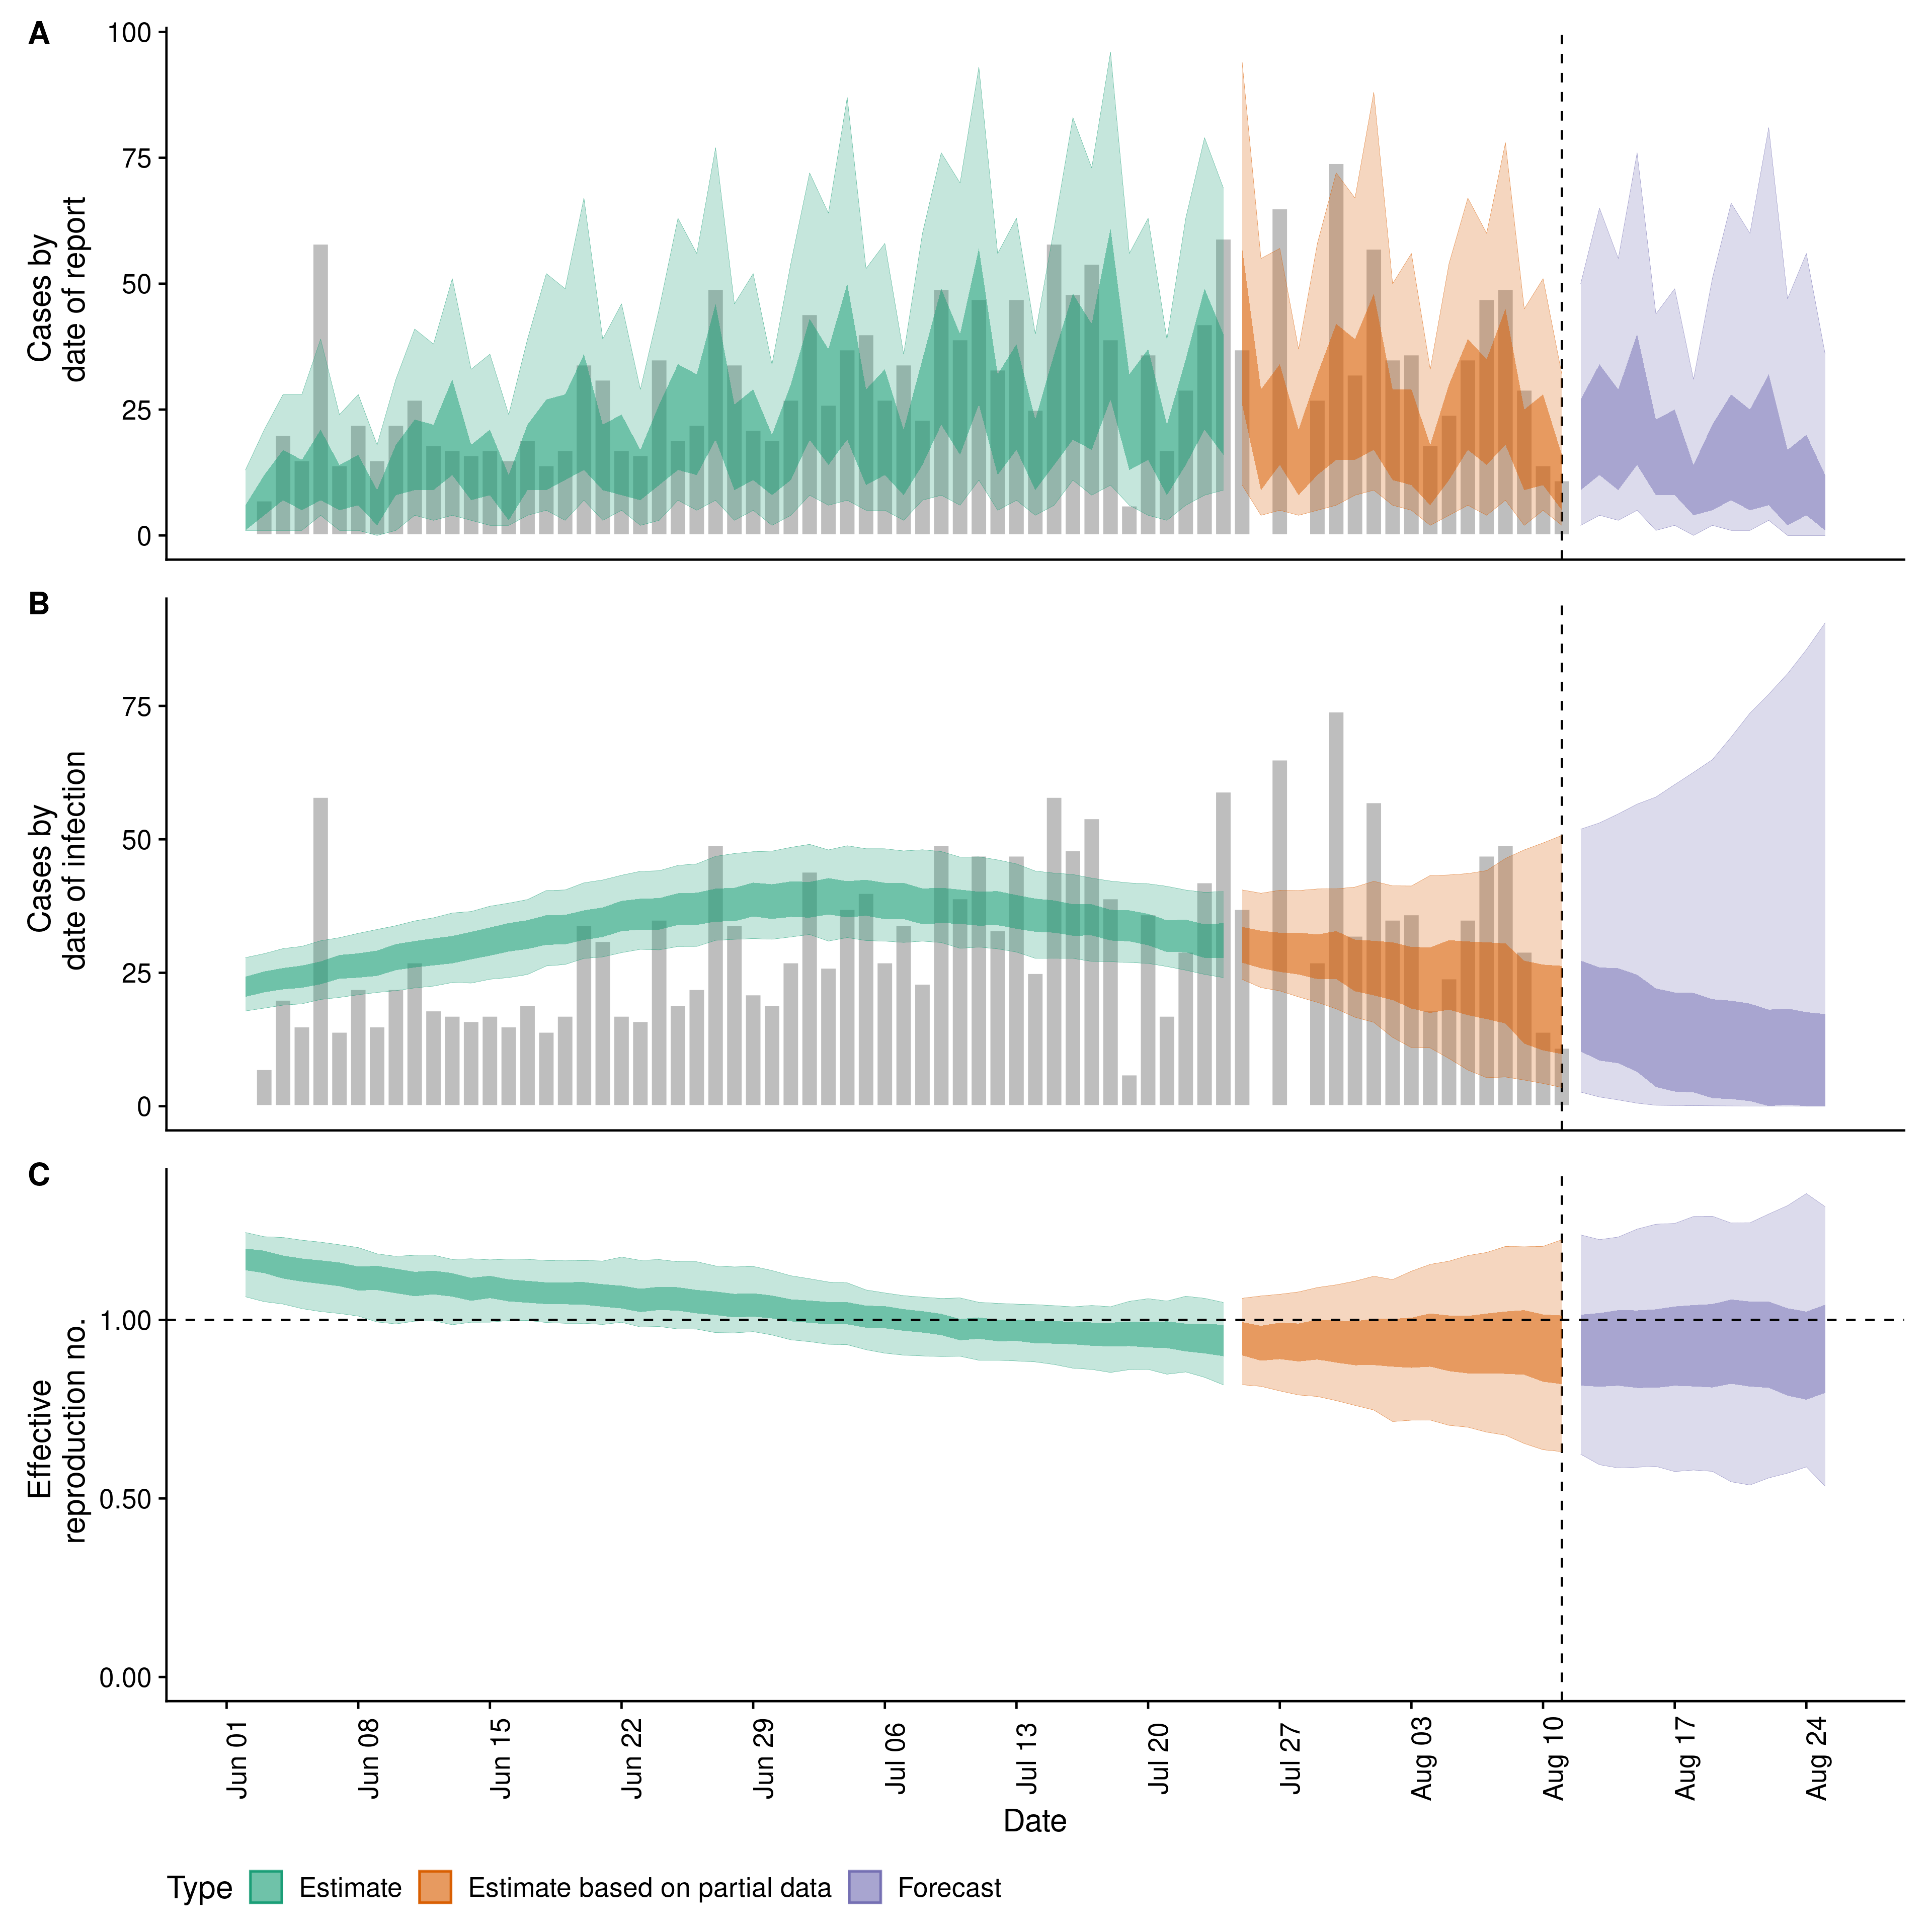 A
Cases by
date of report
100
75
50
25
0
B
Cases by
date of infection
75
50
25
0
C
Effective
reproduction no.
1.00
0.50
0.00
Jun 01
Jun 08
Jun 15
Jun 22
Jun 29
Jul 06
Jul 13
Jul 20
Jul 27
Aug 03
Aug 10
Aug 17
Aug 24
Date
Type Estimate Estimate based on partial data Forecast